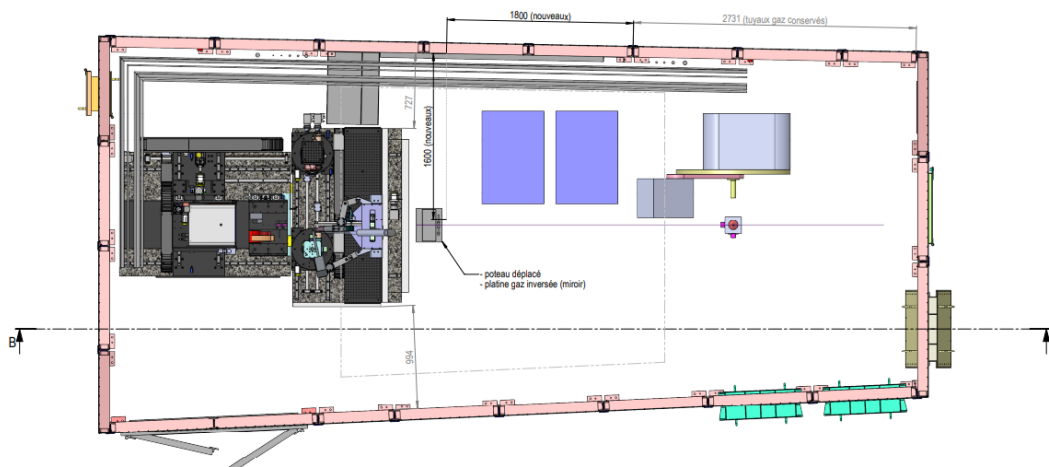 1800 (nouveaux)
2731 (tuyaux gaz conservés)
727
1600 (nouveaux)
- poteau déplacé
- platine gaz inversée (miroir)
B
994